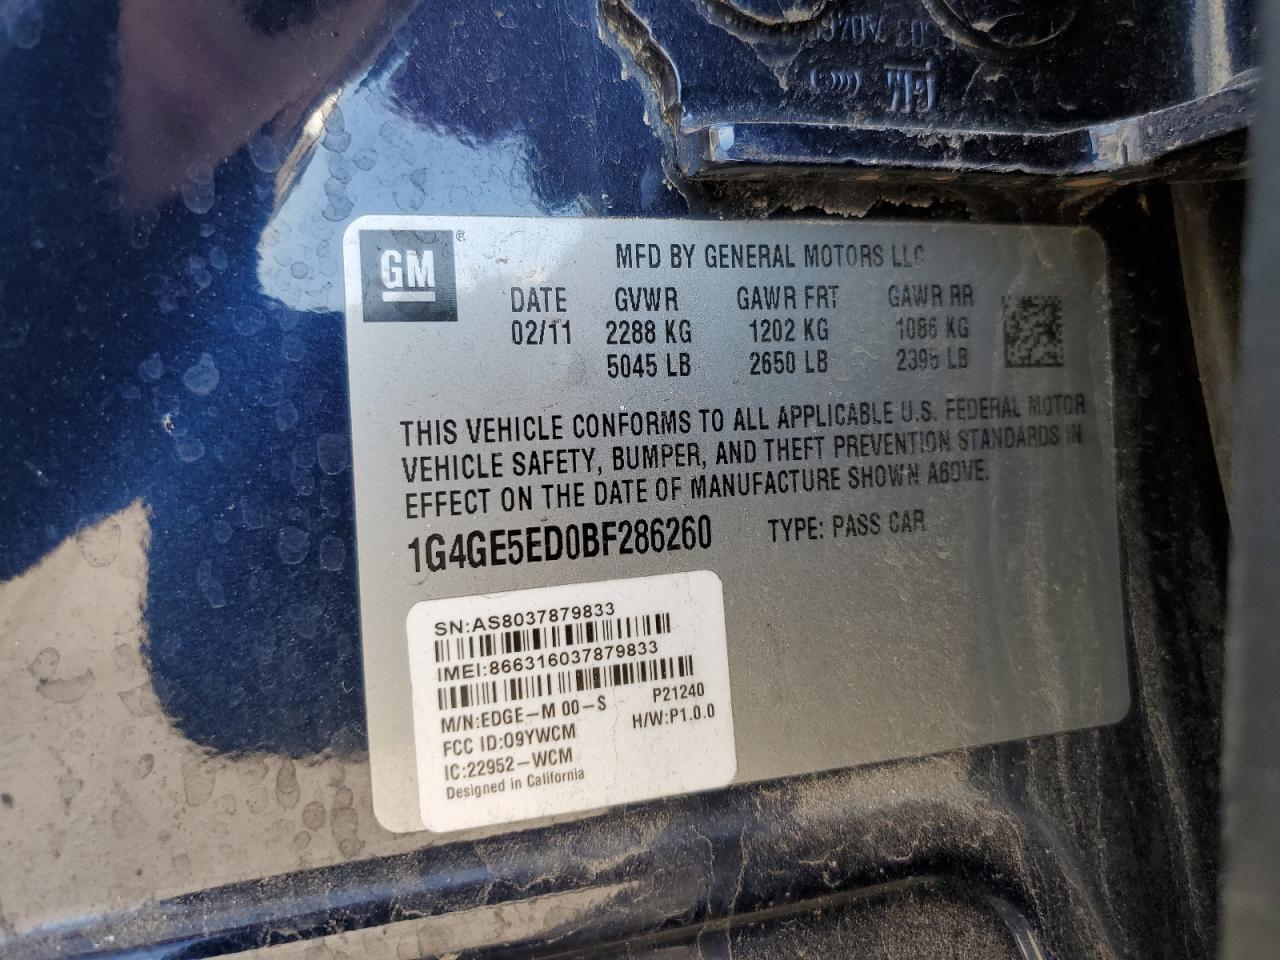 GM
MFD BY GENERAL MOTORS LLC
DATE GVWR GAWR FRT GAWR RR
02/11 2288 KG 1202 KG 1086 KG
5045 LB 2650 LB 2395 LB
THIS VEHICLE CONFORMS TO ALL APPLICABLE U.S. FEDERAL MOTOR
VEHICLE SAFETY, BUMPER, AND THEFT PREVENTION STANDARDS IN
EFFECT ON THE DATE OF MANUFACTURE SHOWN ABOVE.
1G4GE5ED0BF286260 TYPE: PASS CAR
SN:AS8037879833
IMEI:866316037879833
M/N:EDGE-M 00-S P21240
FCC ID:O9YWCM H/W:P1.0.0
IC:22952-WCM
Designed in California